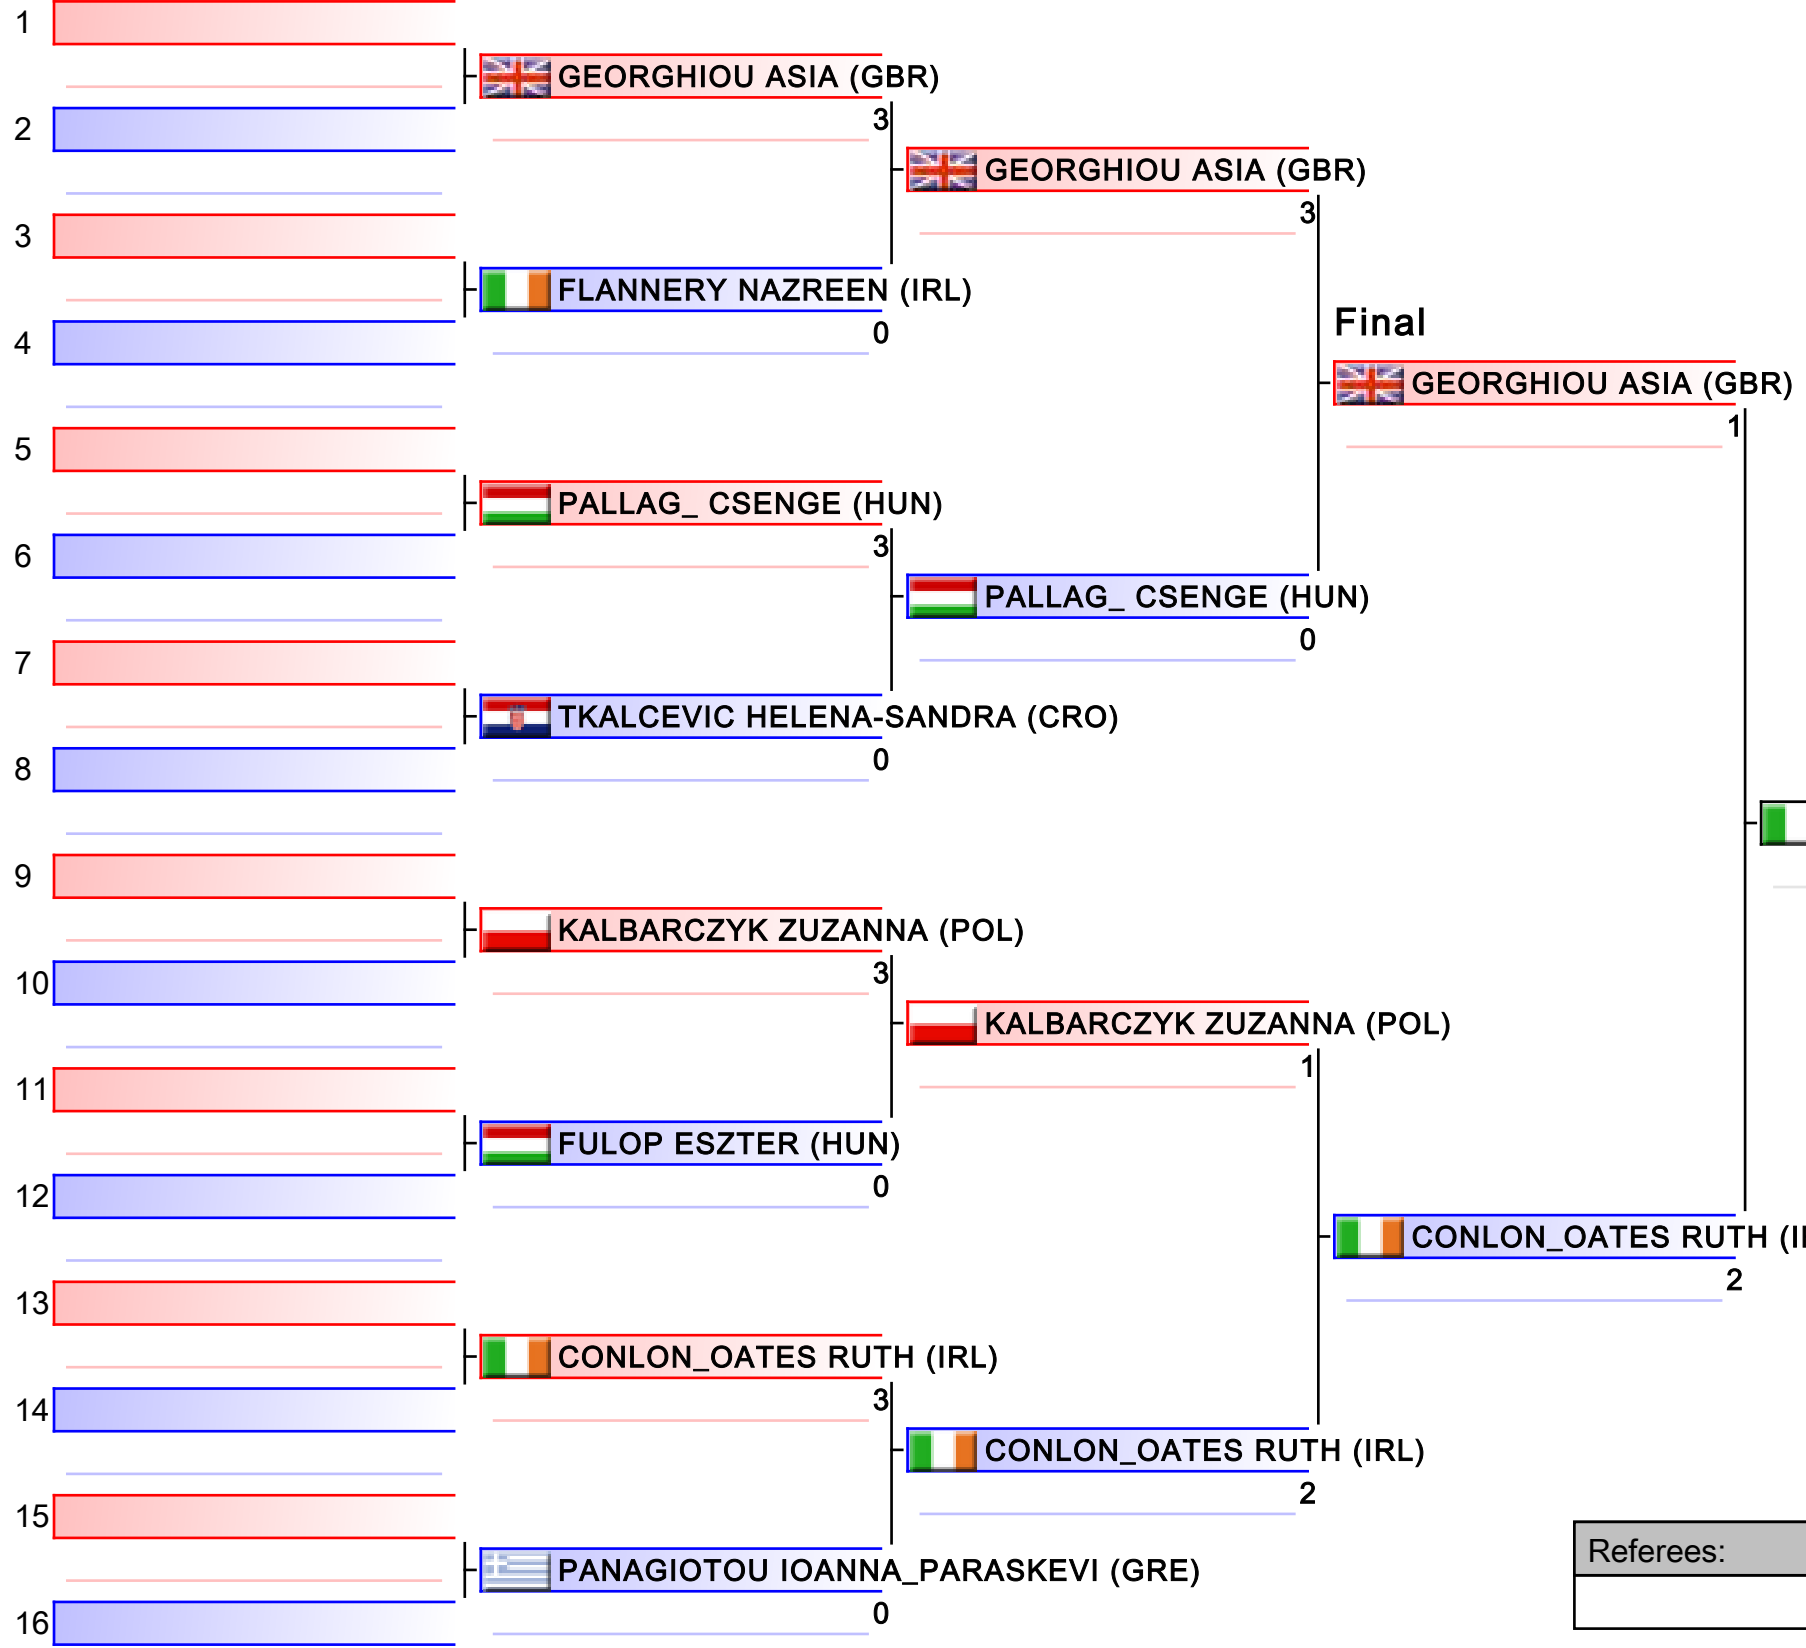 1
GEORGHIOU ASIA (GBR)
3
2
GEORGHIOU ASIA (GBR)
3
3
FLANNERY NAZREEN (IRL)
0
4
Final
GEORGHIOU ASIA (GBR)
1
5
PALLAG_ CSENGE (HUN)
3
6
PALLAG_ CSENGE (HUN)
0
7
TKALCEVIC HELENA-SANDRA (CRO)
0
8
9
KALBARCZYK ZUZANNA (POL)
3
10
KALBARCZYK ZUZANNA (POL)
1
11
FULOP ESZTER (HUN)
0
12
CONLON_OATES RUTH
2
13
CONLON_OATES RUTH (IRL)
3
14
CONLON_OATES RUTH (IRL)
2
15
Referees:
PANAGIOTOU IOANNA_PARASKEVI (GRE)
0
16